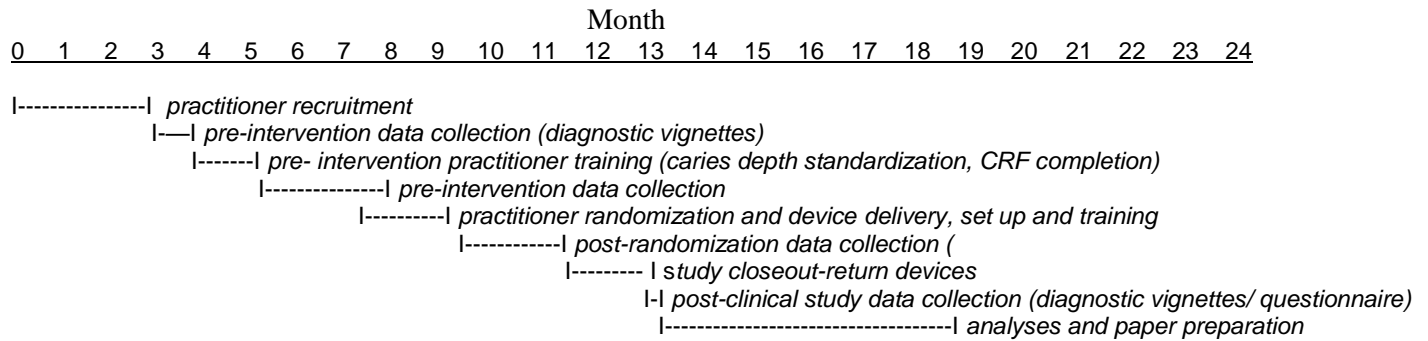 Month
0 1 2 3 4 5 6 7 8 9 10 11 12 13 14 15 16 17 18 19 20 21 22 23 24
I----------------I practitioner recruitment
I-—I pre-intervention data collection (diagnostic vignettes)
I-------I pre- intervention practitioner training (caries depth standardization, CRF completion)
I---------------I pre-intervention data collection
I----------I practitioner randomization and device delivery, set up and training
I------------I post-randomization data collection (
I--------- I study closeout-return devices
I-I post-clinical study data collection (diagnostic vignettes/ questionnaire)
I------------------------------------I analyses and paper preparation